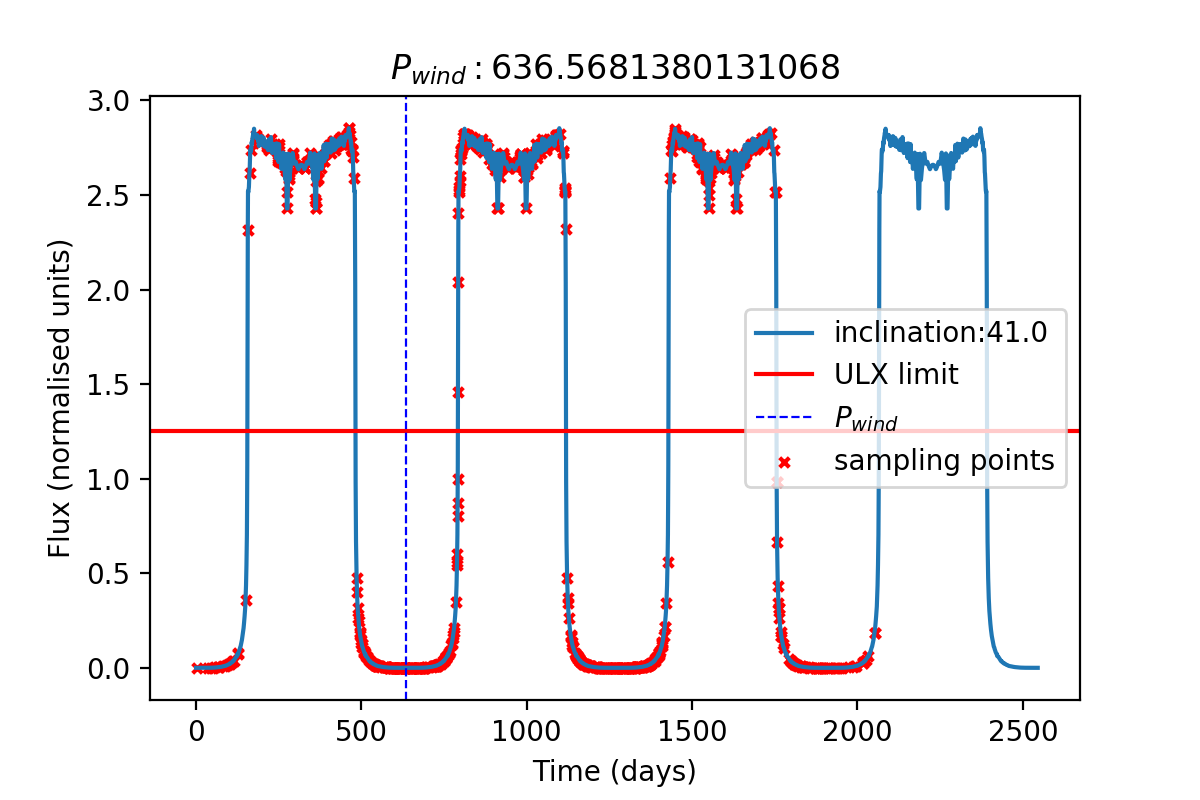 P_wind : 636.5681380131068
3.0
2.5
2.0
1.5
1.0
0.5
0.0
Flux (normalised units)
inclination:41.0
ULX limit
P_wind
sampling points
0 500 1000 1500 2000 2500
Time (days)